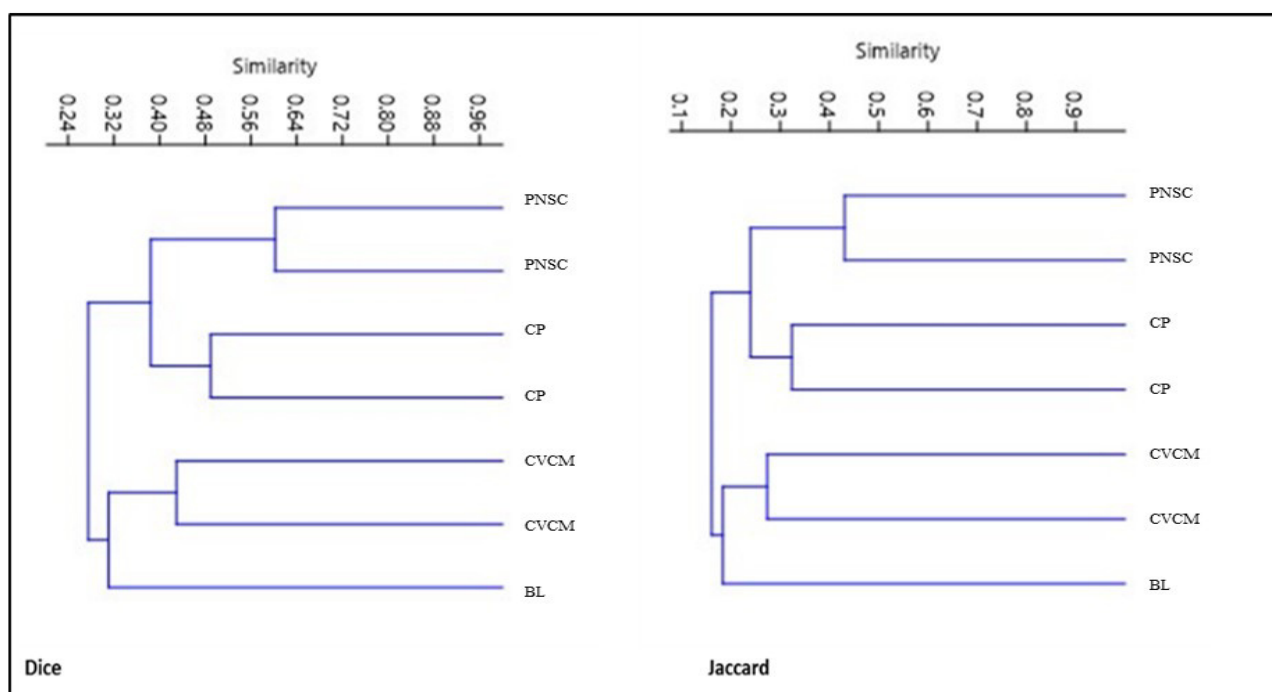 Similarity
0.24 0.32 0.40 0.48 0.56 0.64 0.72 0.80 0.88 0.96
PNSC
PNSC
CP
CP
CVCM
CVCM
BL
Dice
Similarity
0.1 0.2 0.3 0.4 0.5 0.6 0.7 0.8 0.9
PNSC
PNSC
CP
CP
CVCM
CVCM
BL
Jaccard